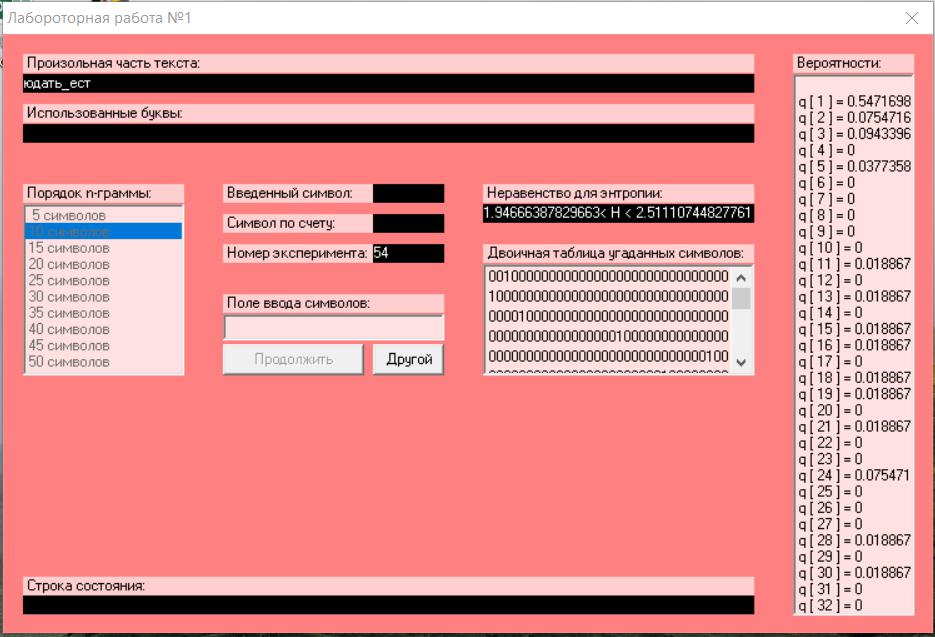 Лабороторная работа №1
Произольная часть текста:
юдать_ест
Использованные буквы:
Порядок n-граммы:
5 символов
10 символов
15 символов
20 символов
25 символов
30 символов
35 символов
40 символов
45 символов
50 символов
Введенный символ:
Символ по счету:
Номер эксперимента: 54
Поле ввода символов:
Продолжить
Другой
Неравенство для энтропии:
1.94666387829663< H < 2.51110744827761
Двоичная таблица угаданных символов:
Строка состояния:
Вероятности:
q [ 1 ] = 0.5471698
q [ 2 ] = 0.0754716
q [ 3 ] = 0.0943396
q [ 4 ] = 0
q [ 5 ] = 0.0377358
q [ 6 ] = 0
q [ 7 ] = 0
q [ 8 ] = 0
q [ 9 ] = 0
q [ 10 ] = 0
q [ 11 ] = 0.018867
q [ 12 ] = 0
q [ 13 ] = 0.018867
q [ 14 ] = 0
q [ 15 ] = 0.018867
q [ 16 ] = 0.018867
q [ 17 ] = 0
q [ 18 ] = 0.018867
q [ 19 ] = 0.018867
q [ 20 ] = 0
q [ 21 ] = 0.018867
q [ 22 ] = 0
q [ 23 ] = 0
q [ 24 ] = 0.075471
q [ 25 ] = 0
q [ 26 ] = 0
q [ 27 ] = 0
q [ 28 ] = 0.018867
q [ 29 ] = 0
q [ 30 ] = 0.018867
q [ 31 ] = 0
q [ 32 ] = 0